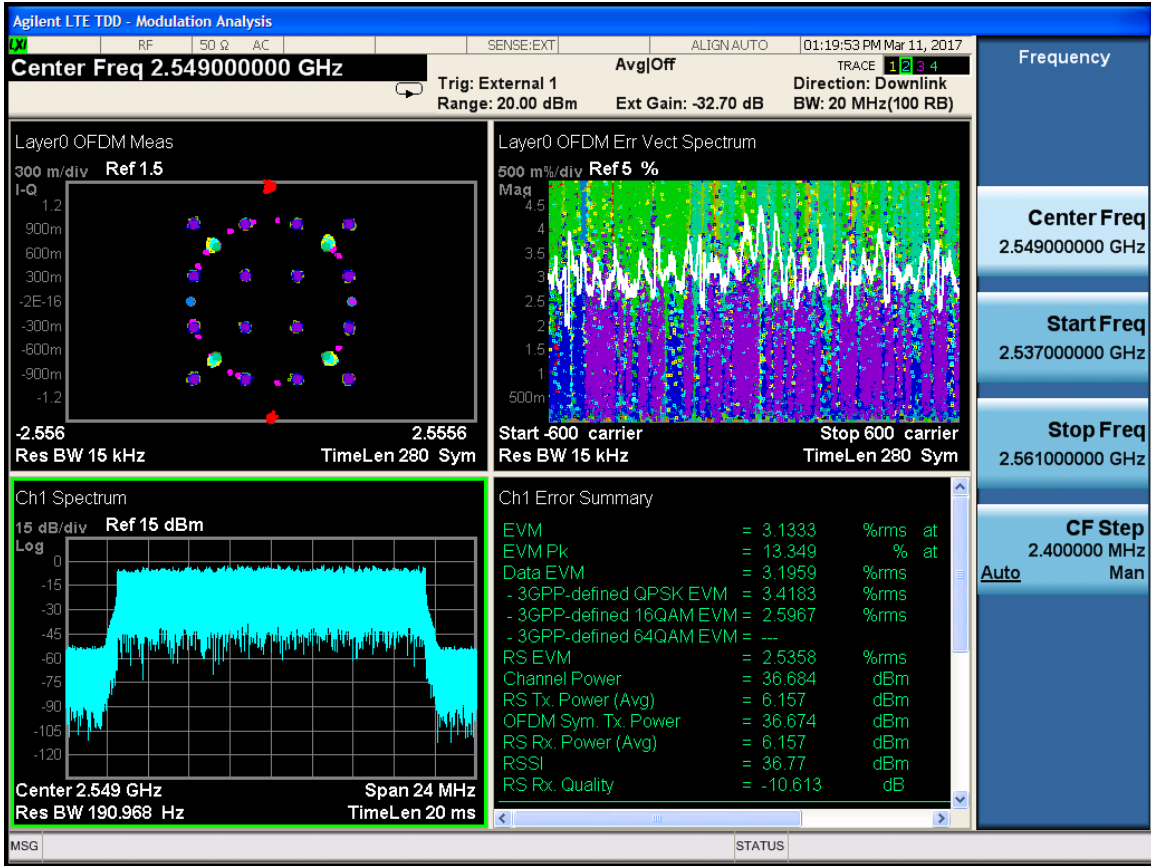 Agilent LTE TDD - Modulation Analysis
LXI RF 50 Ω AC SENSE:EXT ALIGN AUTO 01:19:53 PM Mar 11, 2017
Center Freq 2.549000000 GHz
Avg|Off
TRACE 1 2 3 4
Trig: External 1
Direction: Downlink
Range: 20.00 dBm Ext Gain: -32.70 dB BW: 20 MHz(100 RB)
Layer0 OFDM Meas
300 m/div Ref 1.5
I-Q
1.2
900m
600m
300m
-2E-16
-300m
-600m
-900m
-1.2
-2.556 2.5556
Res BW 15 kHz TimeLen 280 Sym
Layer0 OFDM Err Vect Spectrum
500 m%/div Ref 5 %
Mag
4.5
4
3.5
3
2.5
2
1.5
1
500m
Start -600 carrier Stop 600 carrier
Res BW 15 kHz TimeLen 280 Sym
Ch1 Spectrum
15 dB/div Ref 15 dBm
Log
0
-15
-30
-45
-60
-75
-90
-105
-120
Center 2.549 GHz Span 24 MHz
Res BW 190.968 Hz TimeLen 20 ms
Ch1 Error Summary
EVM = 3.1333 %rms at
EVM Pk = 13.349 % at
Data EVM = 3.1959 %rms
- 3GPP-defined QPSK EVM = 3.4183 %rms
- 3GPP-defined 16QAM EVM = 2.5967 %rms
- 3GPP-defined 64QAM EVM = ---
RS EVM = 2.5358 %rms
Channel Power = 36.684 dBm
RS Tx. Power (Avg) = 6.157 dBm
OFDM Sym. Tx. Power = 36.674 dBm
RS Rx. Power (Avg) = 6.157 dBm
RSSI = 36.77 dBm
RS Rx. Quality = -10.613 dB
Frequency
Center Freq
2.549000000 GHz
Start Freq
2.537000000 GHz
Stop Freq
2.561000000 GHz
CF Step
2.400000 MHz
Auto Man
MSG STATUS